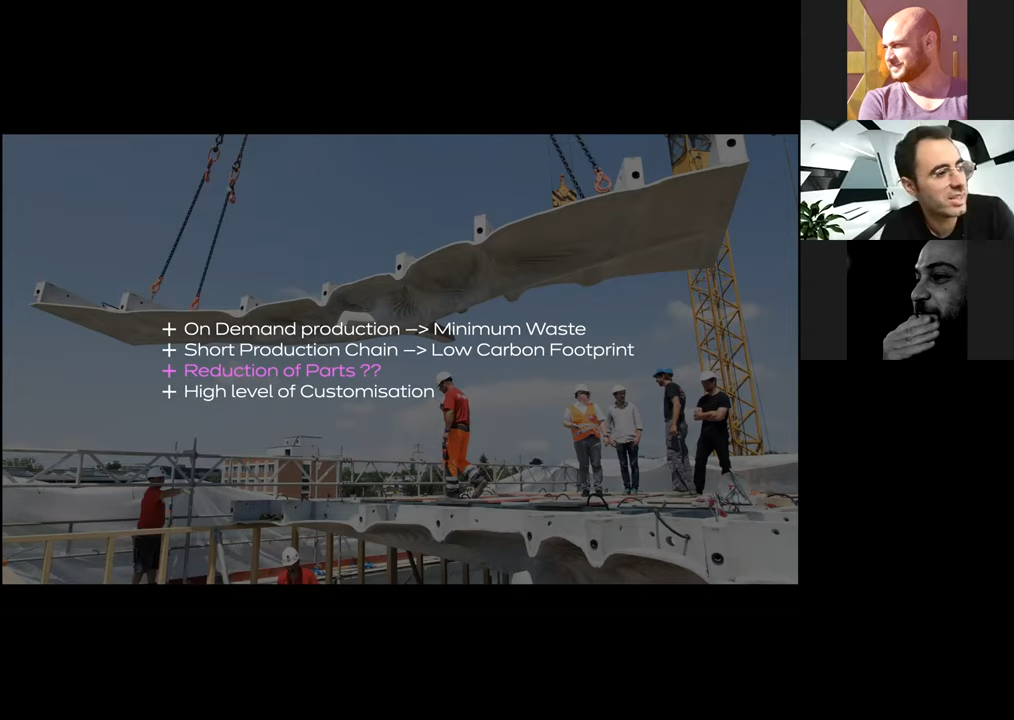 + On Demand production —> Minimum Waste
+ Short Production Chain —> Low Carbon Footprint
+ Reduction of Parts ??
+ High level of Customisation